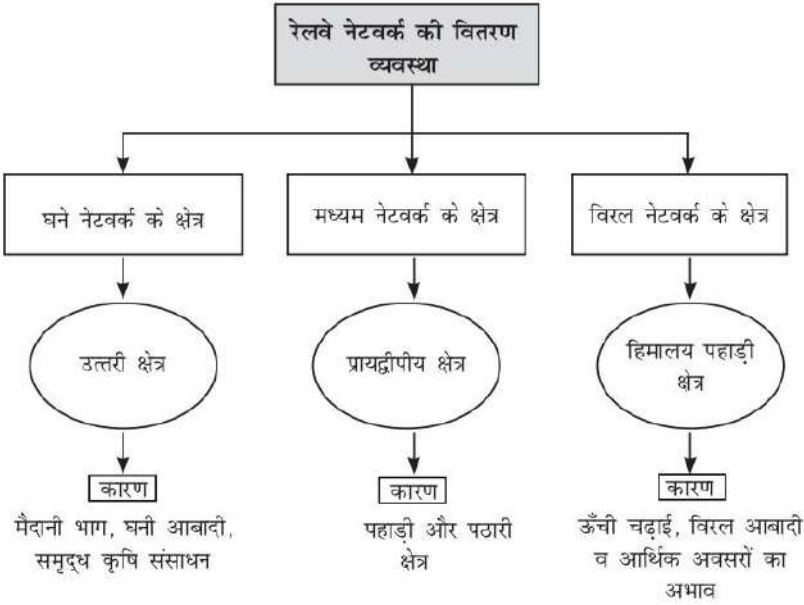 रेलवे नेटवर्क की वितरण
व्यवस्था
घने नेटवर्क के क्षेत्र
मध्यम नेटवर्क के क्षेत्र
विरल नेटवर्क के क्षेत्र
उत्तरी क्षेत्र
प्रायद्वीपीय क्षेत्र
हिमालय पहाड़ी
क्षेत्र
कारण
कारण
कारण
मैदानी भाग, घनी आबादी,
समृद्ध कृषि संसाधन
पहाड़ी और पठारी
क्षेत्र
ऊँची चढ़ाई, विरल आबादी
व आर्थिक अवसरों का
अभाव